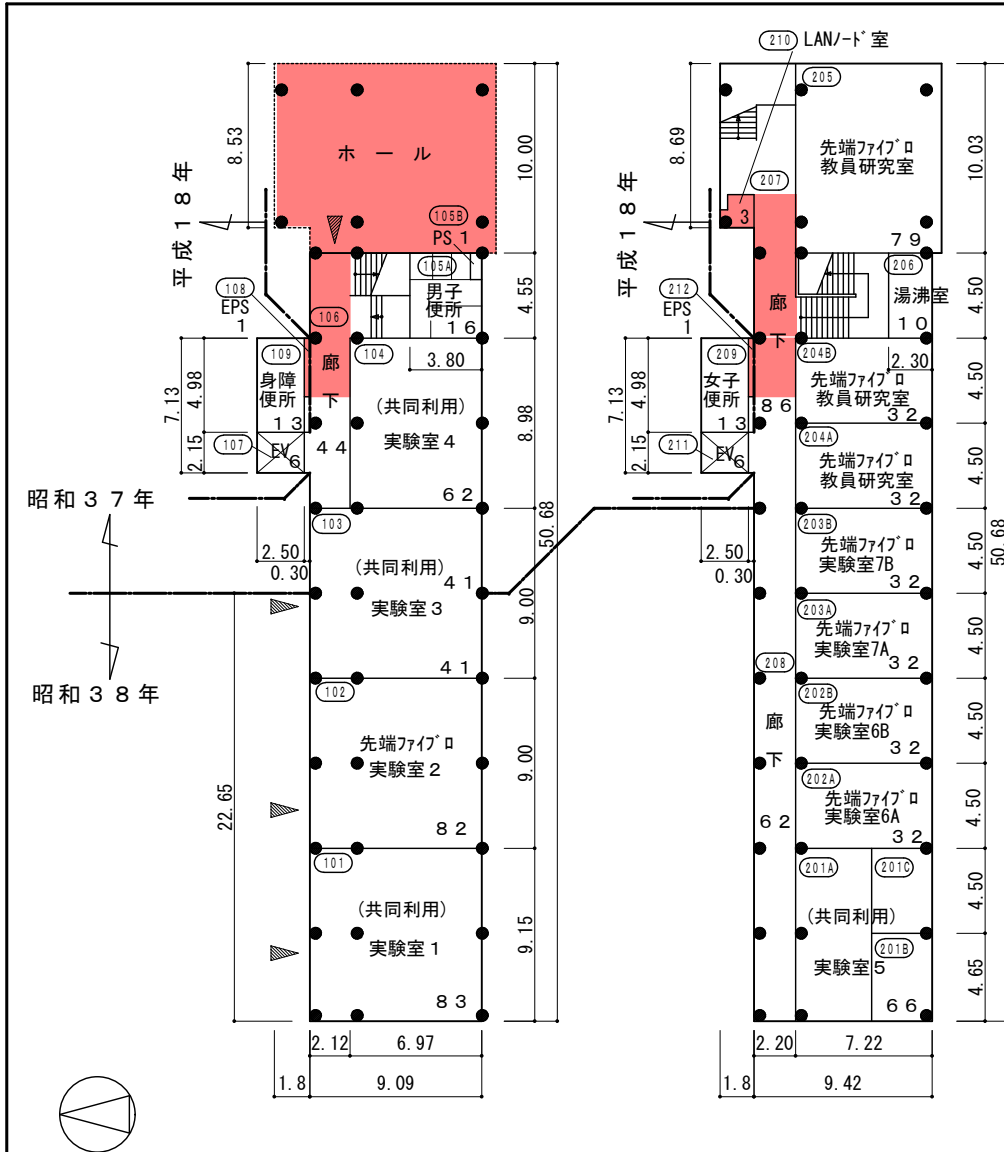 210 LANﾉｰﾄﾞ室
205
ホール
8.53
10.00
先端ﾌｧｲﾌﾞﾛ
教員研究室
8.69
10.03
平成18年
207
3
79
105B
PS 1
105A
男子
便所
16
4.55
108
EPS
1
106
廊
下
44
平成18年
206
湯沸室
10
4.50
212
EPS
1
廊
下
86
109
身障
便所
13
104
3.80
(共同利用)
実験室4
62
8.98
7.13
4.98
2.15
107
EV
6
209
女子
便所
13
204B
2.30
先端ﾌｧｲﾌﾞﾛ
教員研究室
32
4.50
7.13
4.98
2.15
211
EV
6
204A
先端ﾌｧｲﾌﾞﾛ
教員研究室
32
4.50
昭和37年
昭和38年
2.50
0.30
103
(共同利用)
41
実験室3
41
9.00
50.68
2.50
0.30
203B
先端ﾌｧｲﾌﾞﾛ
実験室7B
32
4.50
50.68
203A
先端ﾌｧｲﾌﾞﾛ
実験室7A
32
4.50
102
先端ﾌｧｲﾌﾞﾛ
実験室2
82
9.00
22.65
208
廊
下
62
202B
先端ﾌｧｲﾌﾞﾛ
実験室6B
32
4.50
202A
先端ﾌｧｲﾌﾞﾛ
実験室6A
32
4.50
101
(共同利用)
実験室1
83
9.15
201A
201C
(共同利用)
201B
実験室5
66
4.50
4.65
2.12
6.97
1.8
9.09
2.20
7.22
1.8
9.42